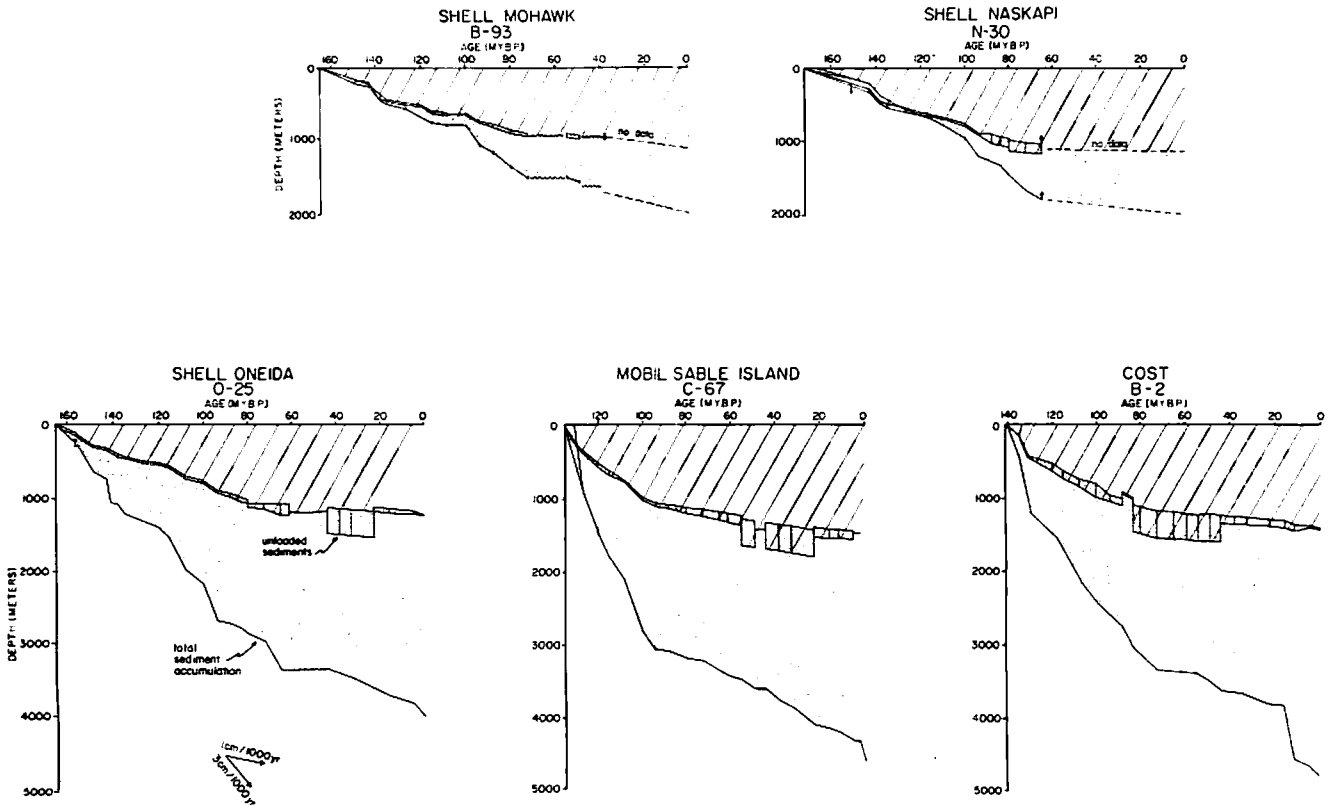 SHELL MOHAWK
B-93
AGE (MYBP)
160 140 120 100 80 60 40 20 0
0
1000
2000
DEPTH (METERS)
no data
SHELL NASKAPI
N-30
AGE (MYBP)
160 140 120 100 80 60 40 20 0
0
1000
2000
no data
SHELL ONEIDA
O-25
AGE (MYBP)
160 140 120 100 80 60 40 20 0
0
1000
2000
3000
4000
5000
DEPTH (METERS)
unloaded
sediments
total
sediment
accumulation
1cm/1000yr
3cm/1000yr
MOBIL SABLE ISLAND
C-67
AGE (MYBP)
120 100 80 60 40 20 0
0
1000
2000
3000
4000
5000
COST
B-2
AGE (MYBP)
140 120 100 80 60 40 20 0
0
1000
2000
3000
4000
5000